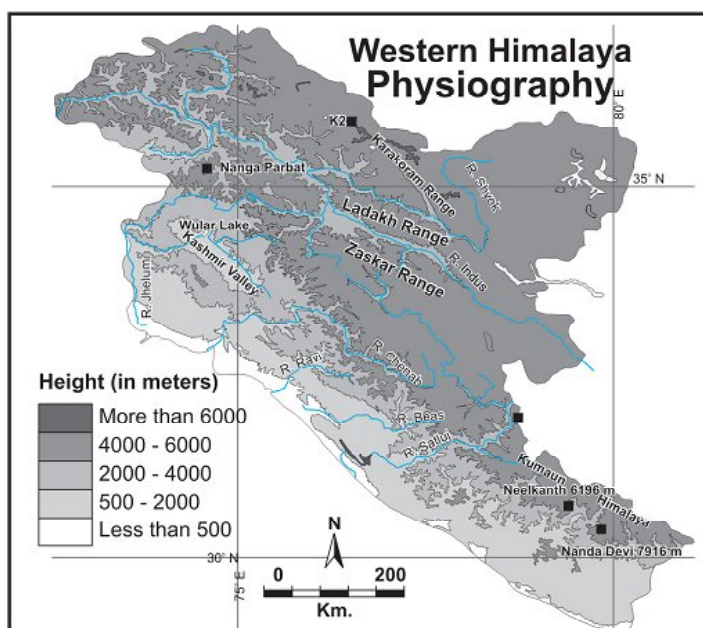 Western Himalaya
Physiography
80° E
K2
Karakoram Range
R. Shyok
Nanga Parbat
35° N
Ladakh Range
Wular Lake
Zaskar Range
R. Indus
Kashmir Valley
R. Jhelum
R. Ravi
R. Chenab
R. Beas
R. Satluj
Kumaun
Himalaya
Neelkanth 6196 m
Nanda Devi 7916 m
Height (in meters)
More than 6000
4000 - 6000
2000 - 4000
500 - 2000
Less than 500
30° N
75° E
N
0 200
Km.